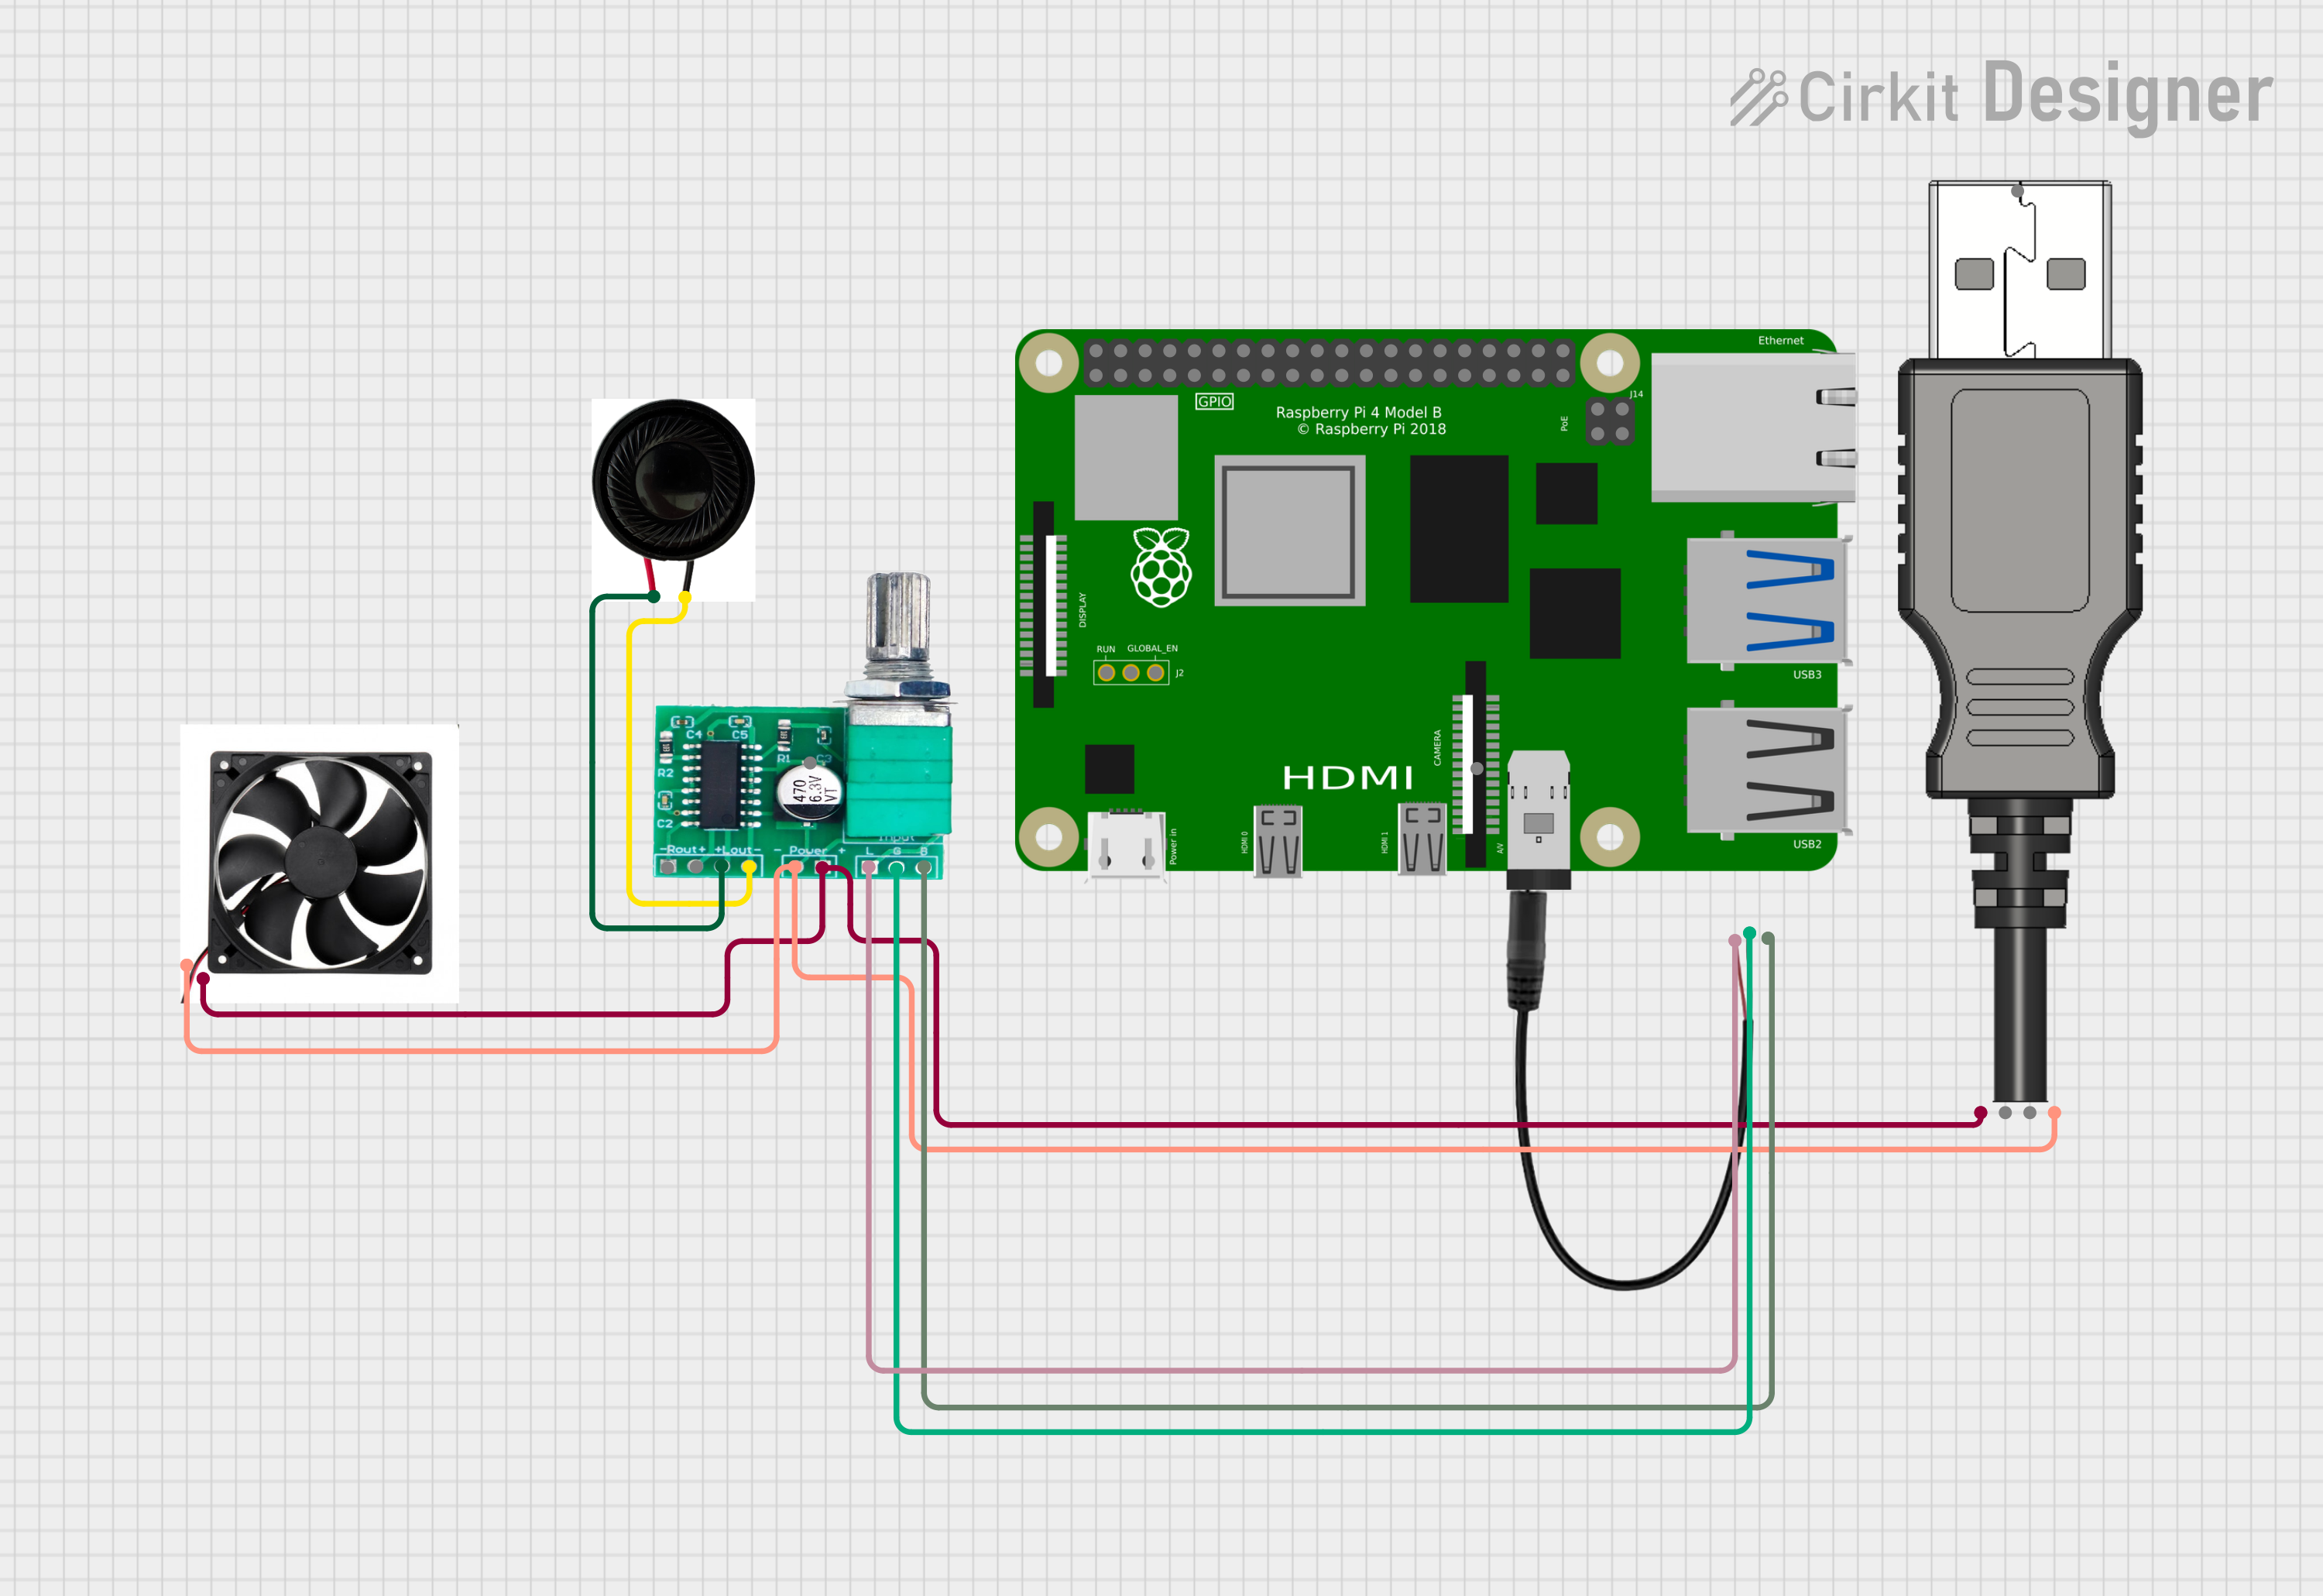 Cirkit Designer
Ethernet
J14
GPIO
Raspberry Pi 4 Model B
© Raspberry Pi 2018
PoE
DISPLAY
RUN
GLOBAL_EN
J2
USB3
C4
C5
R1
C3
R2
C2
470
6.3V
VT
CAMERA
HDMI
Power in
HDMI 0
HDMI 1
A/V
USB2
Input
-Rout+ +Lout- - Power + L G